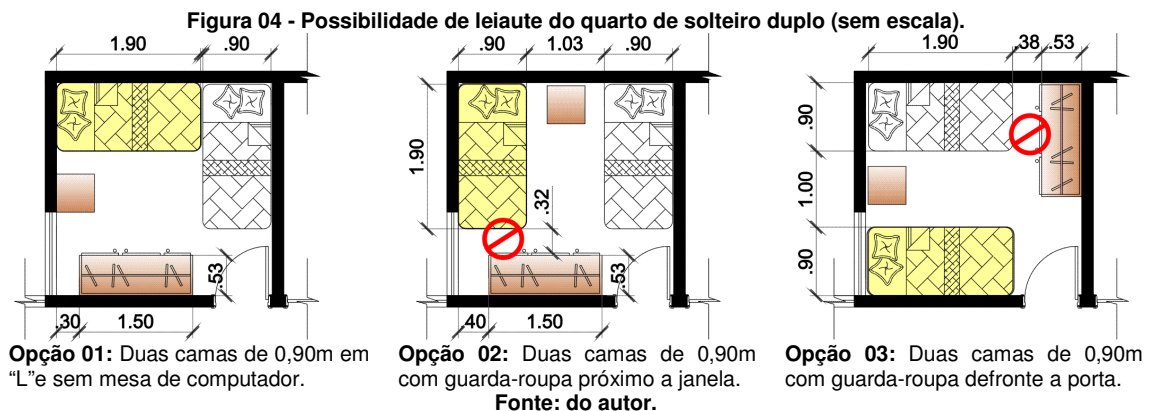 Figura 04 - Possibilidade de leiaute do quarto de solteiro duplo (sem escala).
1.90 .90
.30 1.50
.53
.90 1.03 .90
1.90
.32
.53
.40 1.50
1.90 .38 .53
.90
1.00
.90
Opção 01: Duas camas de 0,90m em
“L”e sem mesa de computador.
Opção 02: Duas camas de 0,90m
com guarda-roupa próximo a janela.
Opção 03: Duas camas de 0,90m
com guarda-roupa defronte a porta.
Fonte: do autor.